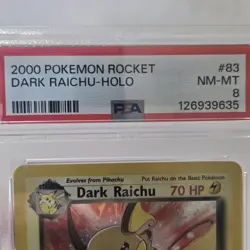 2000 POKEMON ROCKET #83
DARK RAICHU-HOLO NM-MT
8
PSA 126939635
Evolves from Pikachu Put Raichu on the Basic Pokémon
Dark Raichu 70 HP